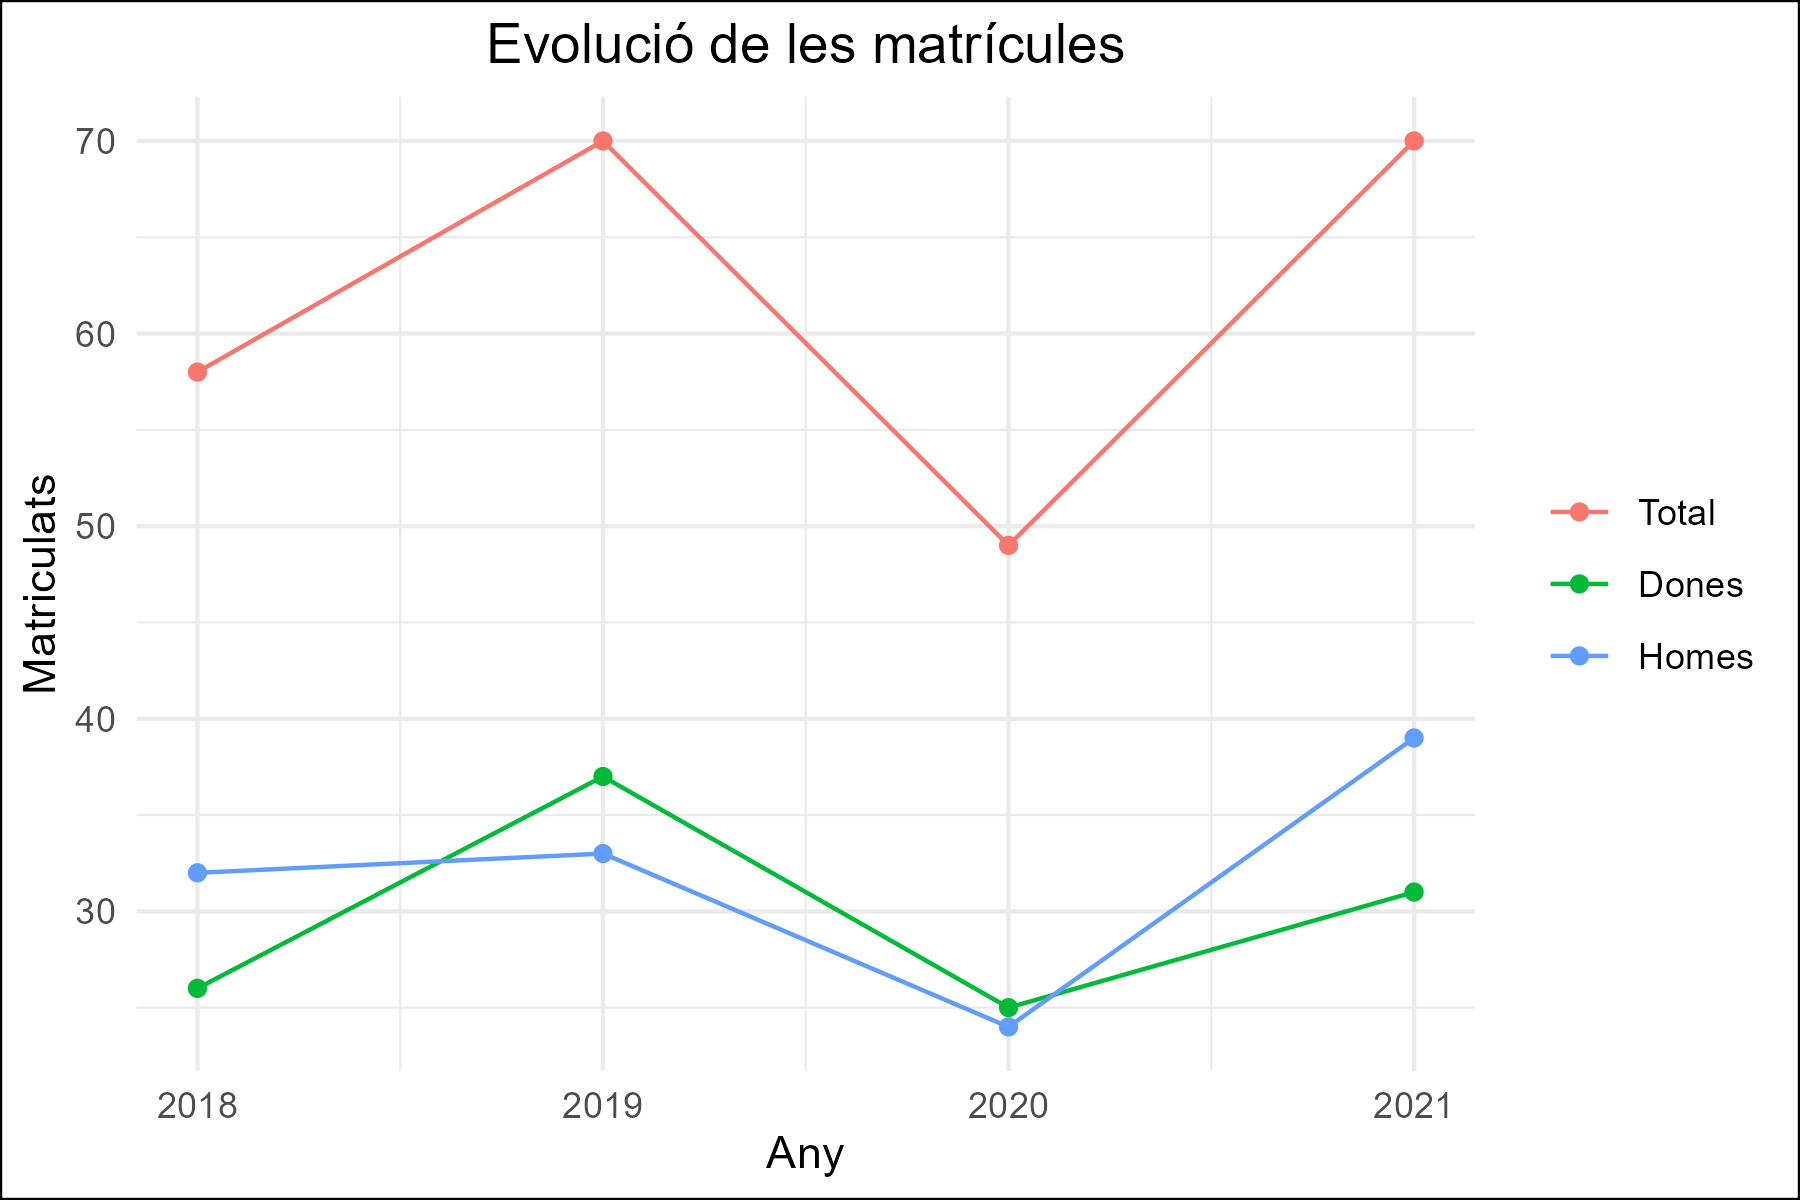 Evolució de les matrícules
Matriculats
70
60
50
40
30
2018 2019 2020 2021
Any
Total
Dones
Homes